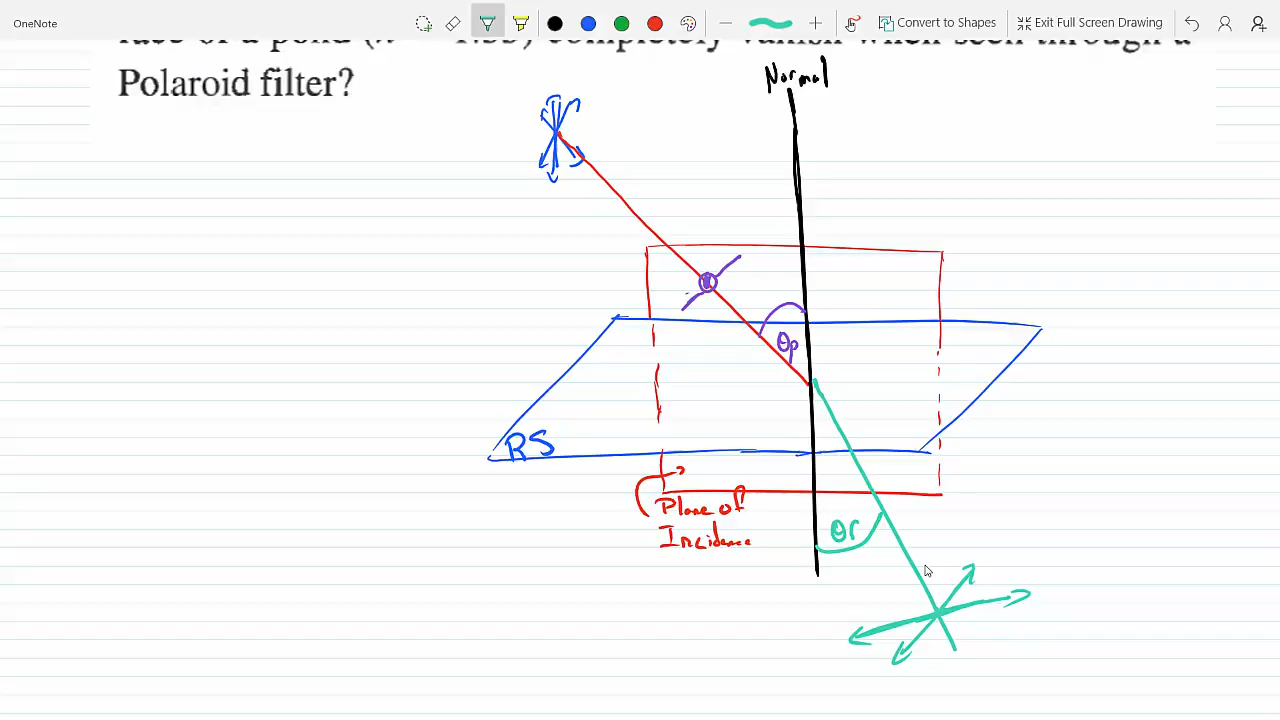 OneNote
Convert to Shapes
Exit Full Screen Drawing
Polaroid filter?
Normal
θp
RS
Plane of
Incidence
θr